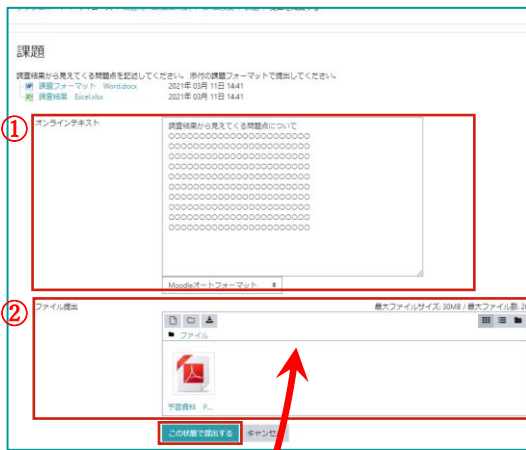 課題
調査結果から見えてくる問題点を記述してください。 添付の課題フォーマットで提出してください。
課題フォーマット Word.docx 2021年 03月 11日 14:41
調査結果 Excel.xlsx 2021年 03月 11日 14:41
①
オンラインテキスト
調査結果から見えてくる問題点について
○○○○○○○○○○○○○○○○○○○○○○○
○○○○○○○○○○○○○○○○○○○○○○○
○○○○○○○○○○○○○○○○○○○○○○○
○○○○○○○○○○○○○○○○○○○○○○○
○○○○○○○○○○○○○○○○○○○○○○○
○○○○○○○○○○○○○○○○○○○○○○○
○○○○○○○○○○○○○○○○○○○○○○○
○○○○○○○○○○○○○○○○○○○○○○○
○○○○○○○○○○○○○○○○○○○○○○○
○○○○○○○○○○○○○○○○○○○○○○○
Moodleオートフォーマット
②
ファイル提出
最大ファイルサイズ: 30MB / 最大ファイル数: 2
ファイル
予習資料 P...
この状態で提出する キャンセ